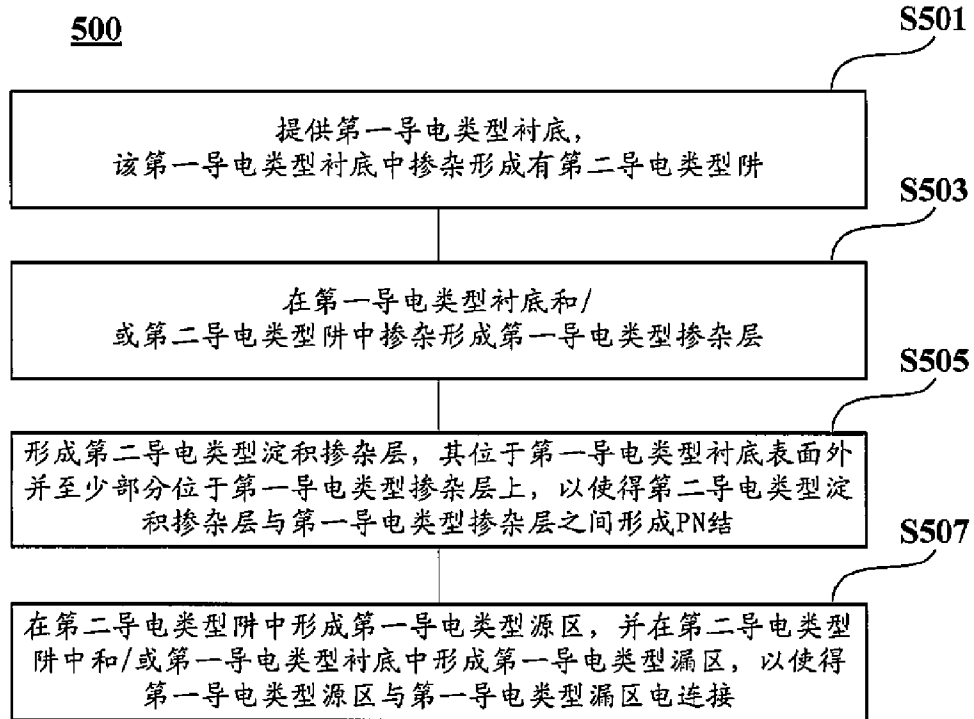 500
S501
提供第一导电类型衬底，
该第一导电类型衬底中掺杂形成有第二导电类型阱
S503
在第一导电类型衬底和/
或第二导电类型阱中掺杂形成第一导电类型掺杂层
S505
形成第二导电类型淀积掺杂层，其位于第一导电类型衬底表面外
并至少部分位于第一导电类型掺杂层上，以使得第二导电类型淀
积掺杂层与第一导电类型掺杂层之间形成PN结
S507
在第二导电类型阱中形成第一导电类型源区，并在第二导电类型
阱中和/或第一导电类型衬底中形成第一导电类型漏区，以使得
第一导电类型源区与第一导电类型漏区电连接